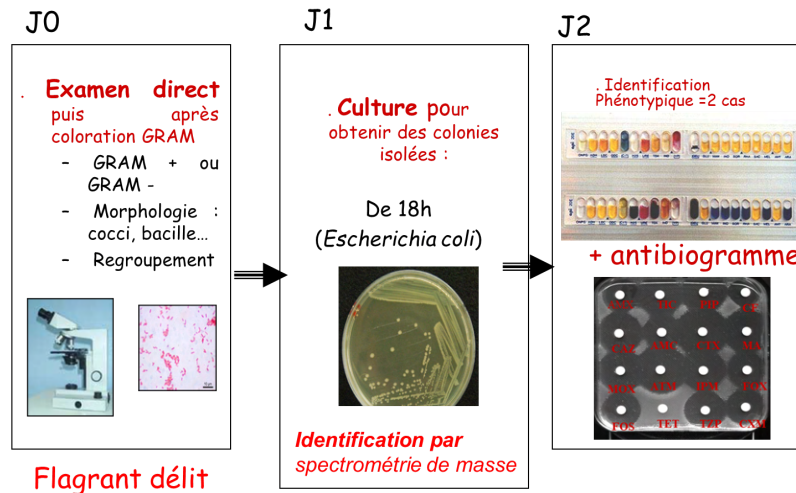 J0
. Examen direct
puis après
coloration GRAM
– GRAM + ou
GRAM -
– Morphologie :
cocci, bacille…
– Regroupement
Flagrant délit
J1
. Culture pour
obtenir des colonies
isolées :
De 18h
(Escherichia coli)
Identification par
spectrométrie de masse
J2
. Identification
Phénotypique =2 cas
+ antibiogramme
CAZ AMC CTX MA
MOX ATM IPM FOX
FOS TET TZP CXM